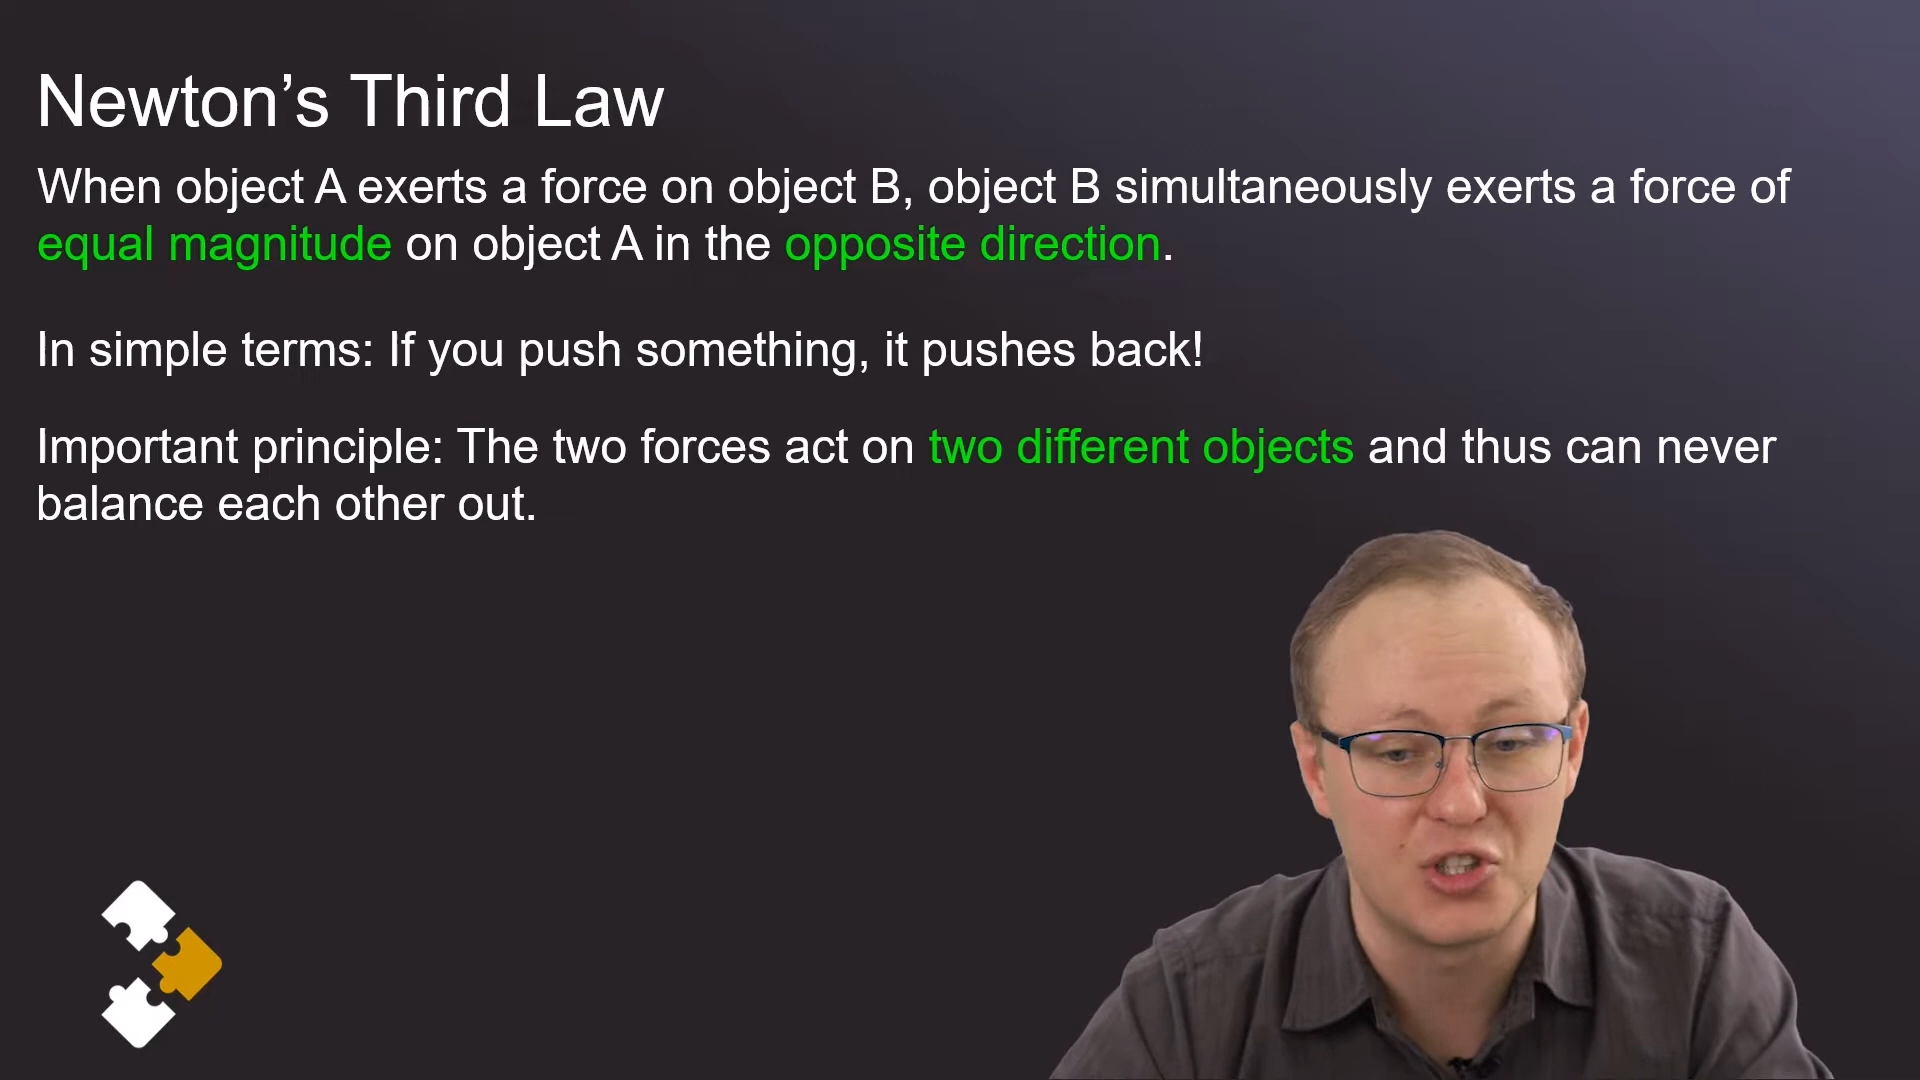 Newton’s Third Law
When object A exerts a force on object B, object B simultaneously exerts a force of
equal magnitude on object A in the opposite direction.
In simple terms: If you push something, it pushes back!
Important principle: The two forces act on two different objects and thus can never
balance each other out.